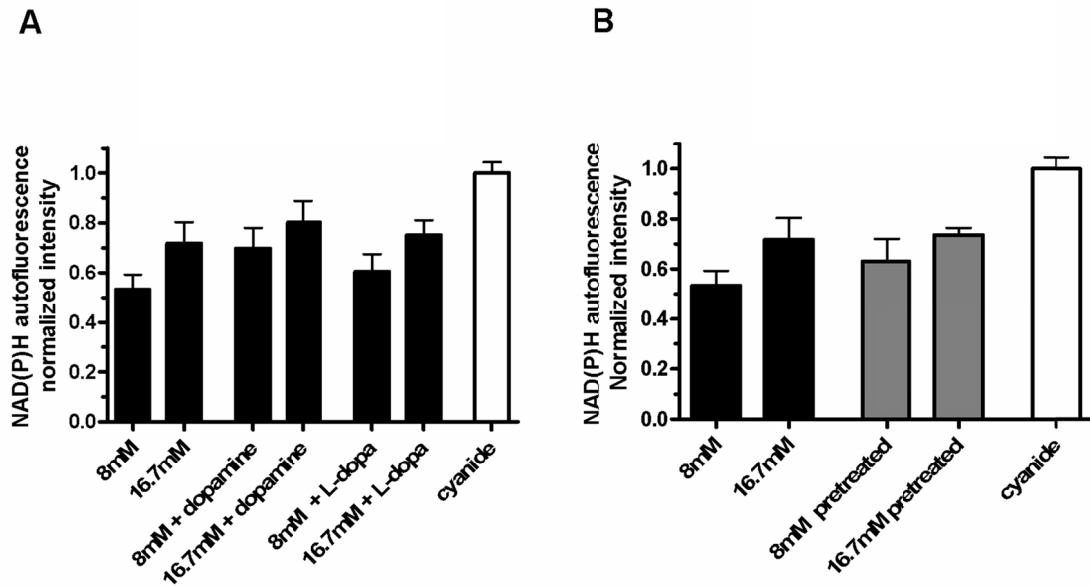 A
NAD(P)H autofluorescence
normalized intensity
1.0
0.8
0.6
0.4
0.2
0.0
8mM
16.7mM
8mM + dopamine
16.7mM + dopamine
8mM + L-dopa
16.7mM + L-dopa
cyanide
B
NAD(P)H autofluorescence
Normalized intensity
1.0
0.8
0.6
0.4
0.2
0.0
8mM
16.7mM
8mM pretreated
16.7mM pretreated
cyanide